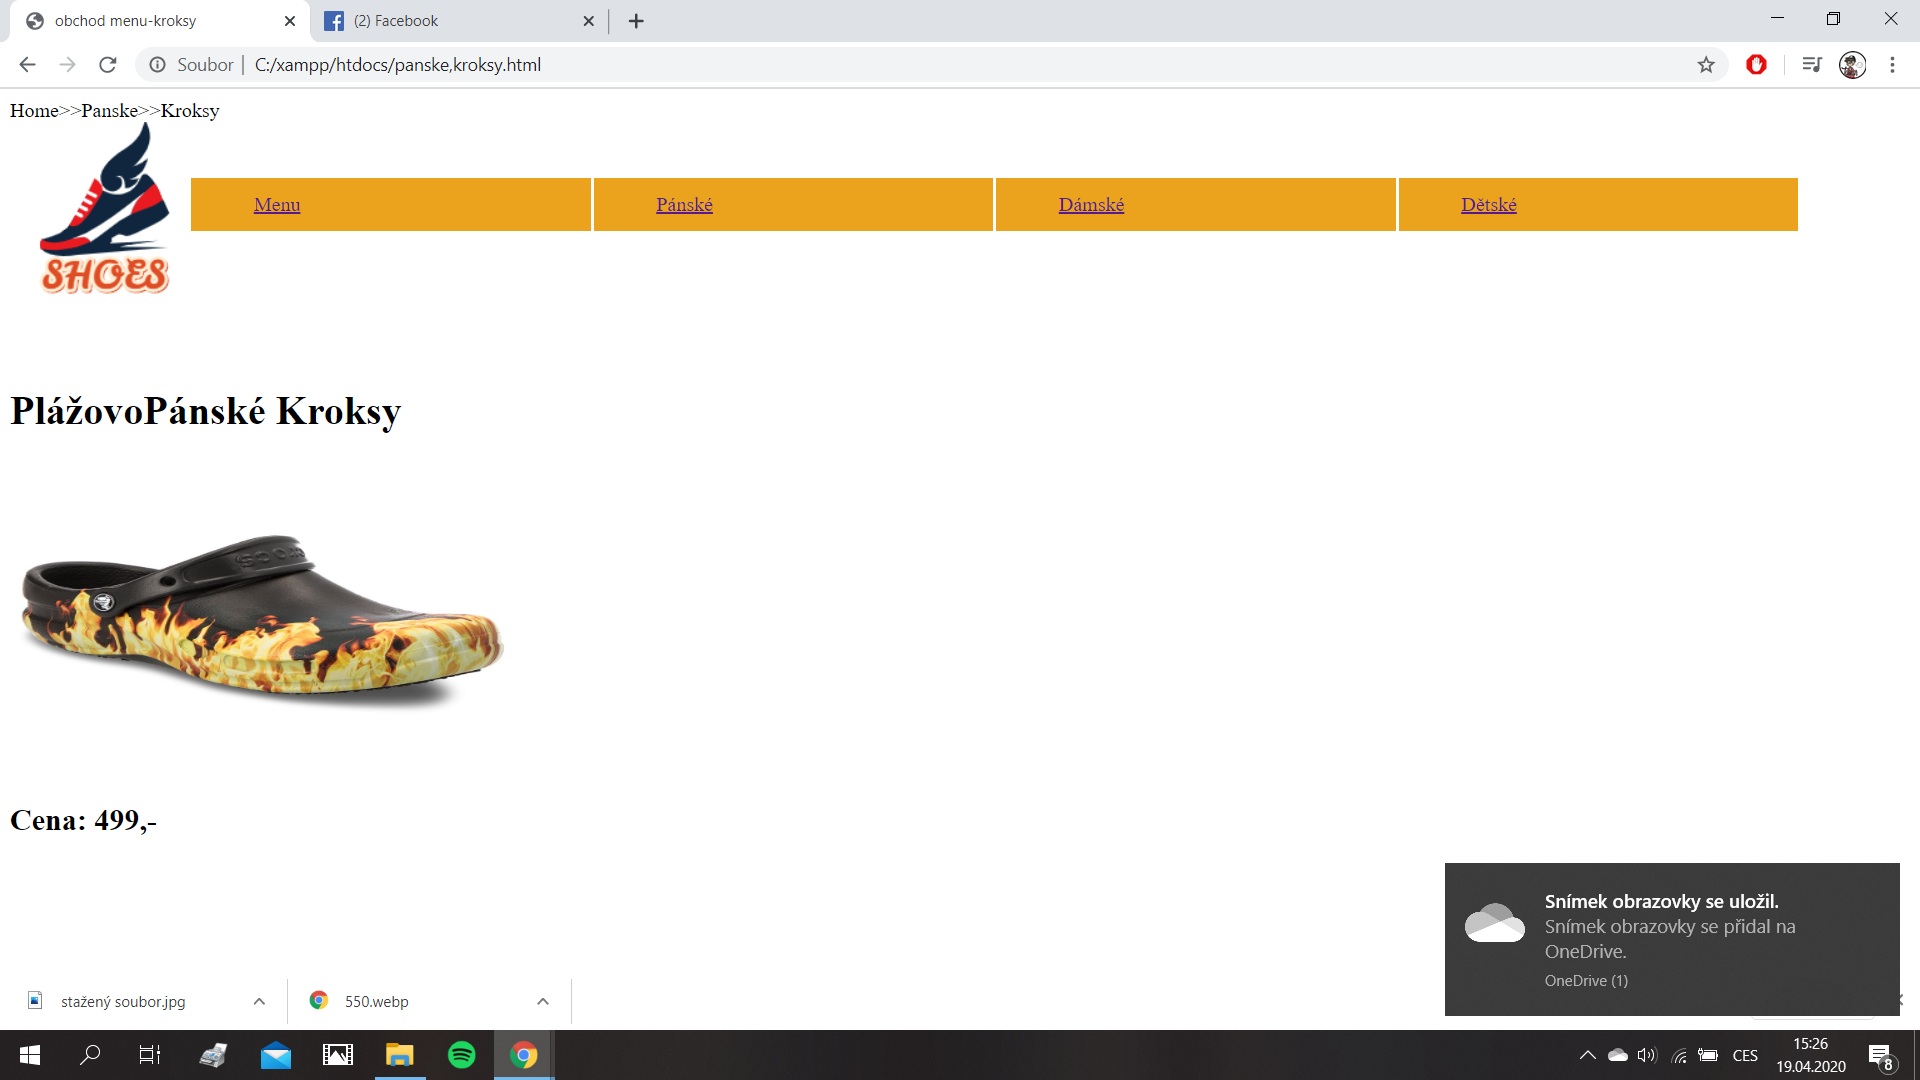 obchod menu-kroksy
(2) Facebook
Soubor | C:/xampp/htdocs/panske,kroksy.html
Home>>Panske>>Kroksy
SHOES
Menu
Pánské
Dámské
Dětské
PlážovoPánské Kroksy
crocs
Cena: 499,-
Snímek obrazovky se uložil.
Snímek obrazovky se přidal na
OneDrive.
OneDrive (1)
stažený soubor.jpg
550.webp
CES
15:26
19.04.2020
8